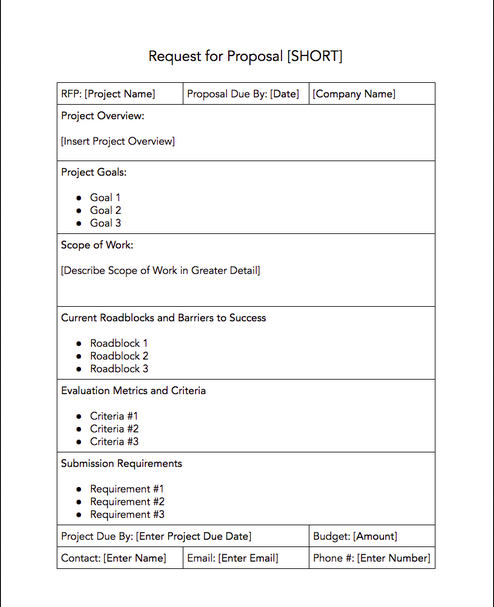 Request for Proposal [SHORT]
RFP: [Project Name] Proposal Due By: [Date] [Company Name]
Project Overview:
[Insert Project Overview]
Project Goals:
● Goal 1
● Goal 2
● Goal 3
Scope of Work:
[Describe Scope of Work in Greater Detail]
Current Roadblocks and Barriers to Success
● Roadblock 1
● Roadblock 2
● Roadblock 3
Evaluation Metrics and Criteria
● Criteria #1
● Criteria #2
● Criteria #3
Submission Requirements
● Requirement #1
● Requirement #2
● Requirement #3
Project Due By: [Enter Project Due Date] Budget: [Amount]
Contact: [Enter Name] Email: [Enter Email] Phone #: [Enter Number]